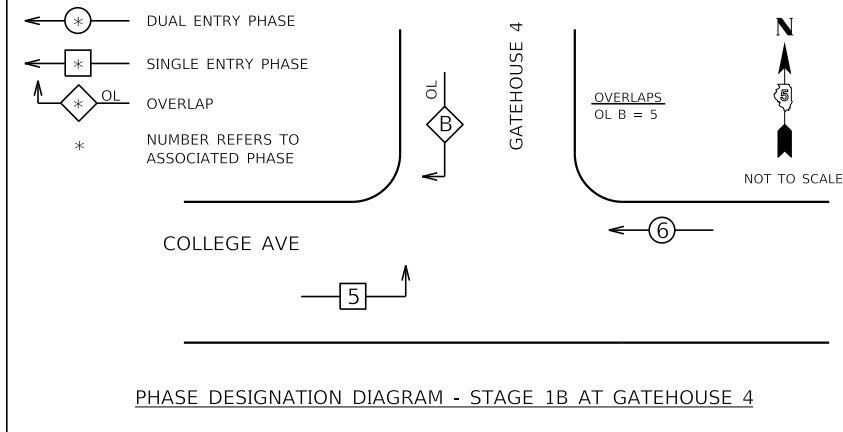 * DUAL ENTRY PHASE
* SINGLE ENTRY PHASE
* OL OVERLAP
* NUMBER REFERS TO
ASSOCIATED PHASE
OL
B
GATEHOUSE 4
OVERLAPS
OL B = 5
N
5
NOT TO SCALE
COLLEGE AVE
6
5
PHASE DESIGNATION DIAGRAM - STAGE 1B AT GATEHOUSE 4